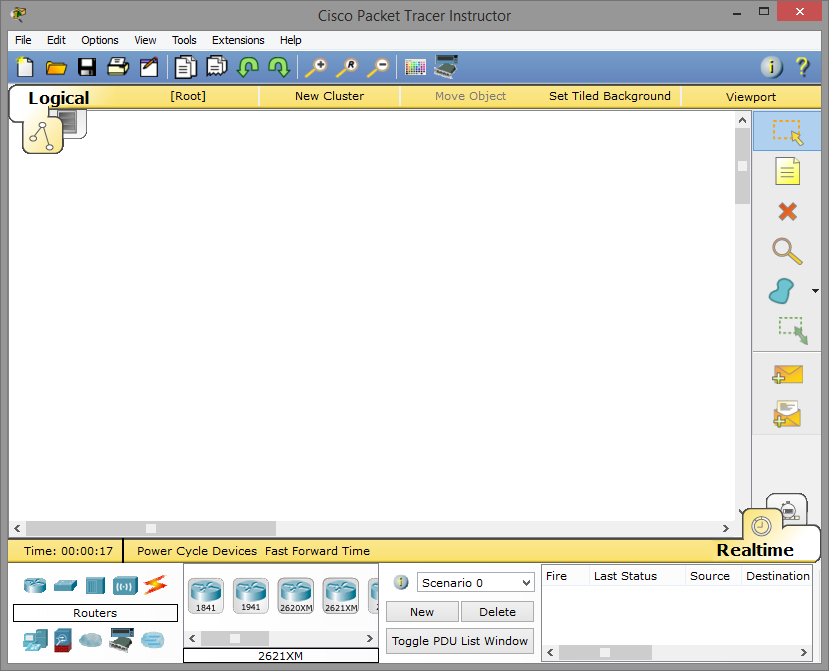 Cisco Packet Tracer Instructor
File Edit Options View Tools Extensions Help
Logical [Root] New Cluster Move Object Set Tiled Background Viewport
Time: 00:00:17 Power Cycle Devices Fast Forward Time Realtime
Routers
1841 1941 2620XM 2621XM
2621XM
Scenario 0
New Delete
Toggle PDU List Window
Fire Last Status Source Destination